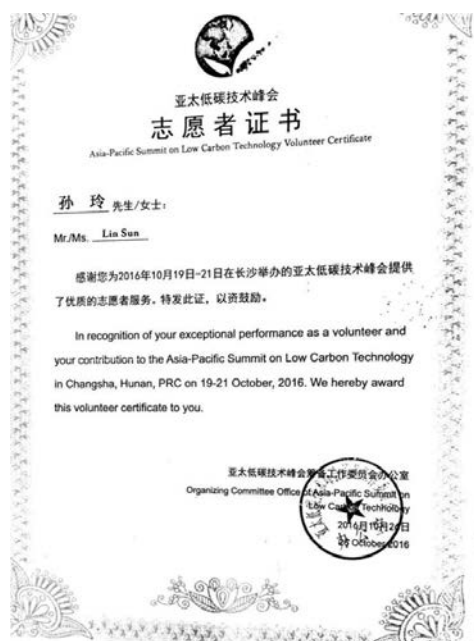 亚太低碳技术峰会
志愿者证书
Asia-Pacific Summit on Low Carbon Technology Volunteer Certificate
孙 玲 先生/女士：
Mr./Ms. Lin Sun
感谢您为2016年10月19日-21日在长沙举办的亚太低碳技术峰会提供
了优质的志愿者服务。特发此证，以资鼓励。
In recognition of your exceptional performance as a volunteer and
your contribution to the Asia-Pacific Summit on Low Carbon Technology
in Changsha, Hunan, PRC on 19-21 October, 2016. We hereby award
this volunteer certificate to you.
亚太低碳技术峰会筹备工作委员会办公室
Organizing Committee Office of Asia-Pacific Summit on
Low Carbon Technology
2016年10月26日
26 October 2016